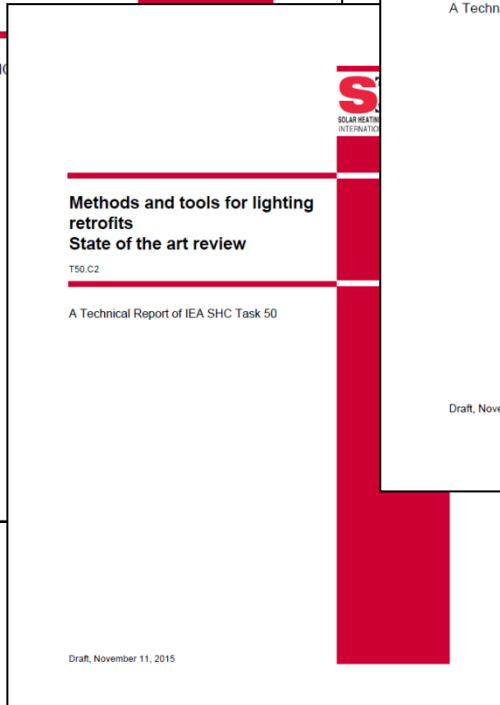 A Techn
S
SOLAR HEATIN
INTERNATIO
Methods and tools for lighting
retrofits
State of the art review
T50.C2
A Technical Report of IEA SHC Task 50
Draft, Nove
Draft, November 11, 2015